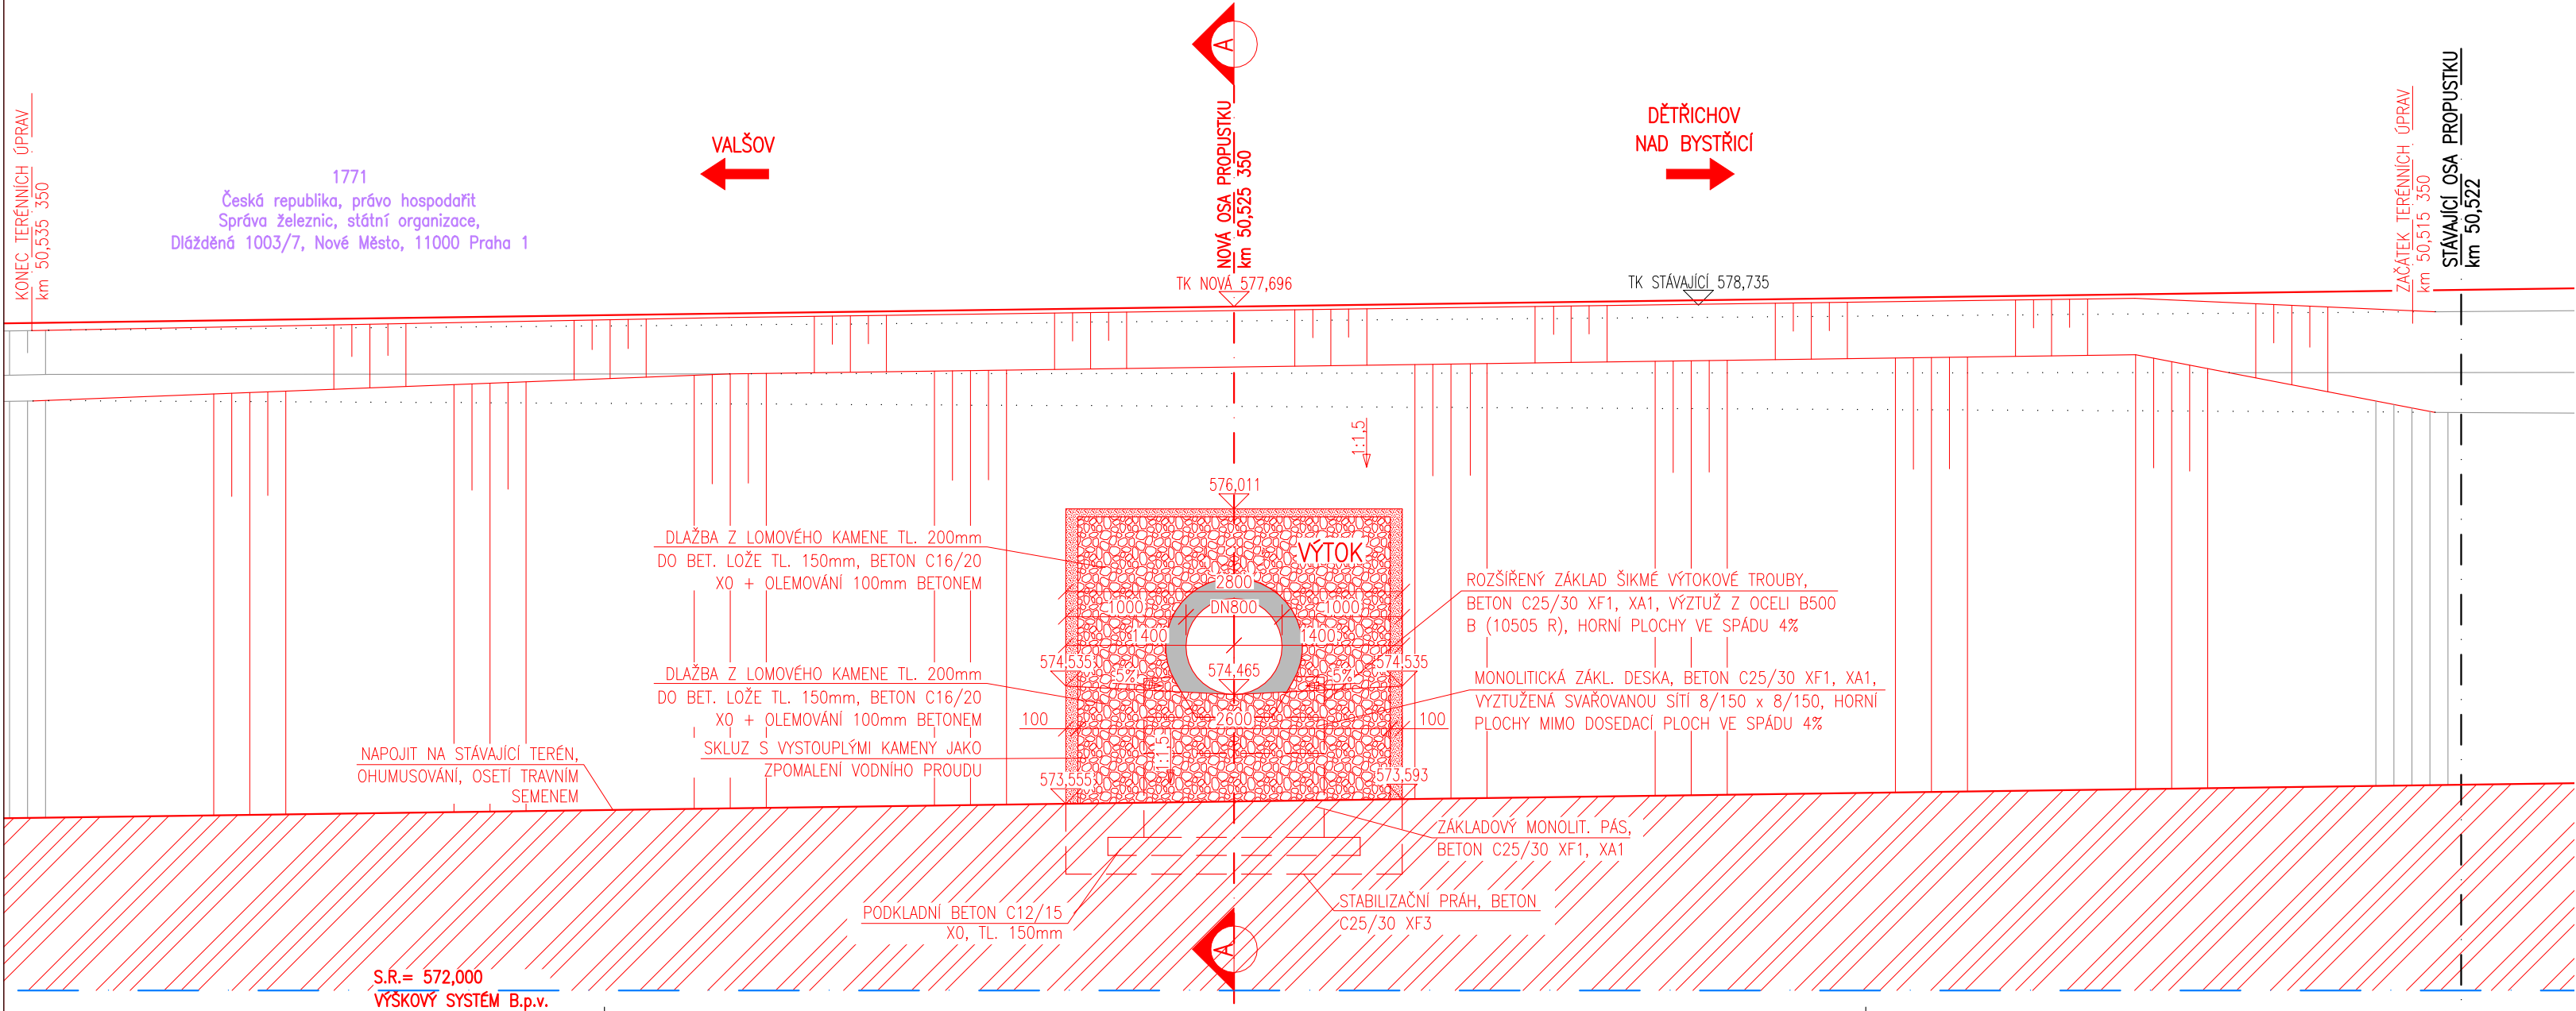 A
KONEC TERÉNNÍCH ÚPRAV
km 50,535 350
1771
Česká republika, právo hospodařit
Správa železnic, státní organizace,
Dlážděná 1003/7, Nové Město, 11000 Praha 1
VALŠOV
NOVÁ OSA PROPUSTKU
km 50,525 350
DĚTŘICHOV
NAD BYSTŘICÍ
ZAČÁTEK TERÉNNÍCH ÚPRAV
km 50,515 350
STÁVAJÍCÍ OSA PROPUSTKU
km 50,522
TK NOVÁ 577,696
TK STÁVAJÍCÍ 578,735
1:1,5
576,011
DLAŽBA Z LOMOVÉHO KAMENE TL. 200mm
DO BET. LOŽE TL. 150mm, BETON C16/20
X0 + OLEMOVÁNÍ 100mm BETONEM
VÝTOK
2800
1000
DN800
1000
1400
1400
ROZŠÍŘENÝ ZÁKLAD ŠIKMÉ VÝTOKOVÉ TROUBY,
BETON C25/30 XF1, XA1, VÝZTUŽ Z OCELI B500
B (10505 R), HORNÍ PLOCHY VE SPÁDU 4%
574,535
5%
574,465
5%
574,535
DLAŽBA Z LOMOVÉHO KAMENE TL. 200mm
DO BET. LOŽE TL. 150mm, BETON C16/20
X0 + OLEMOVÁNÍ 100mm BETONEM
MONOLITICKÁ ZÁKL. DESKA, BETON C25/30 XF1, XA1,
VYZTUŽENÁ SVAŘOVANOU SÍTÍ 8/150 x 8/150, HORNÍ
PLOCHY MIMO DOSEDACÍ PLOCH VE SPÁDU 4%
100
2600
100
SKLUZ S VYSTOUPLÝMI KAMENY JAKO
ZPOMALENÍ VODNÍHO PROUDU
1:1,5
NAPOJIT NA STÁVAJÍCÍ TERÉN,
OHUMUSOVÁNÍ, OSETÍ TRAVNÍM
SEMENEM
573,555
573,593
ZÁKLADOVÝ MONOLIT. PÁS,
BETON C25/30 XF1, XA1
PODKLADNÍ BETON C12/15
X0, TL. 150mm
STABILIZAČNÍ PRÁH, BETON
C25/30 XF3
A
S.R.= 572,000
VÝŠKOVÝ SYSTÉM B.p.v.